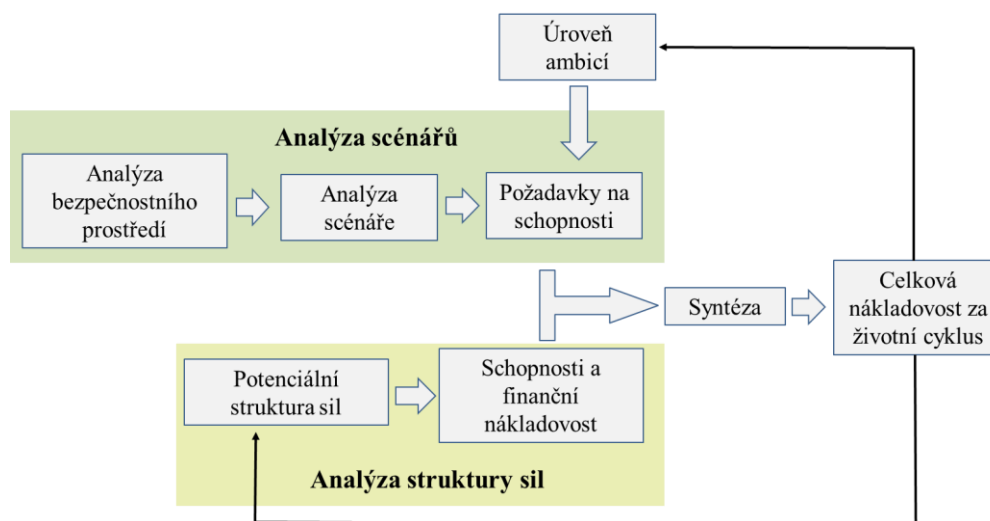 Úroveň
ambicí
Analýza scénářů
Analýza
bezpečnostního
prostředí
Analýza
scénáře
Požadavky na
schopnosti
Syntéza
Celková
nákladovost za
životní cyklus
Potenciální
struktura sil
Schopnosti a
finanční
nákladovost
Analýza struktury sil